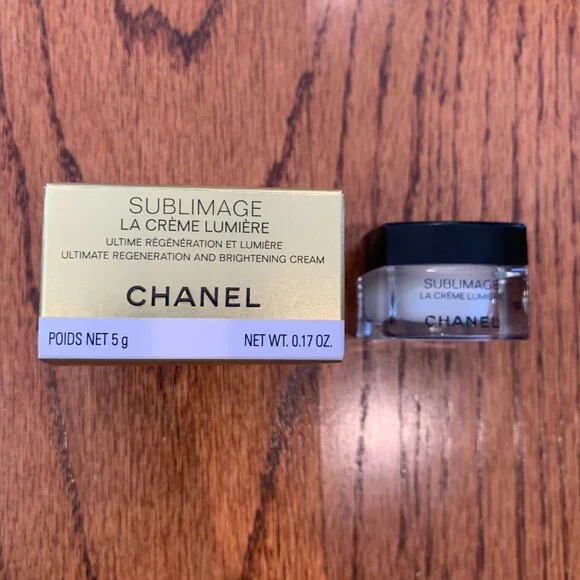 SUBLIMAGE
LA CRÈME LUMIÈRE
ULTIME RÉGÉNÉRATION ET LUMIÈRE
ULTIMATE REGENERATION AND BRIGHTENING CREAM
CHANEL
POIDS NET 5 g NET WT. 0.17 OZ.
SUBLIMAGE
LA CRÈME LUMIÈRE
CHANEL